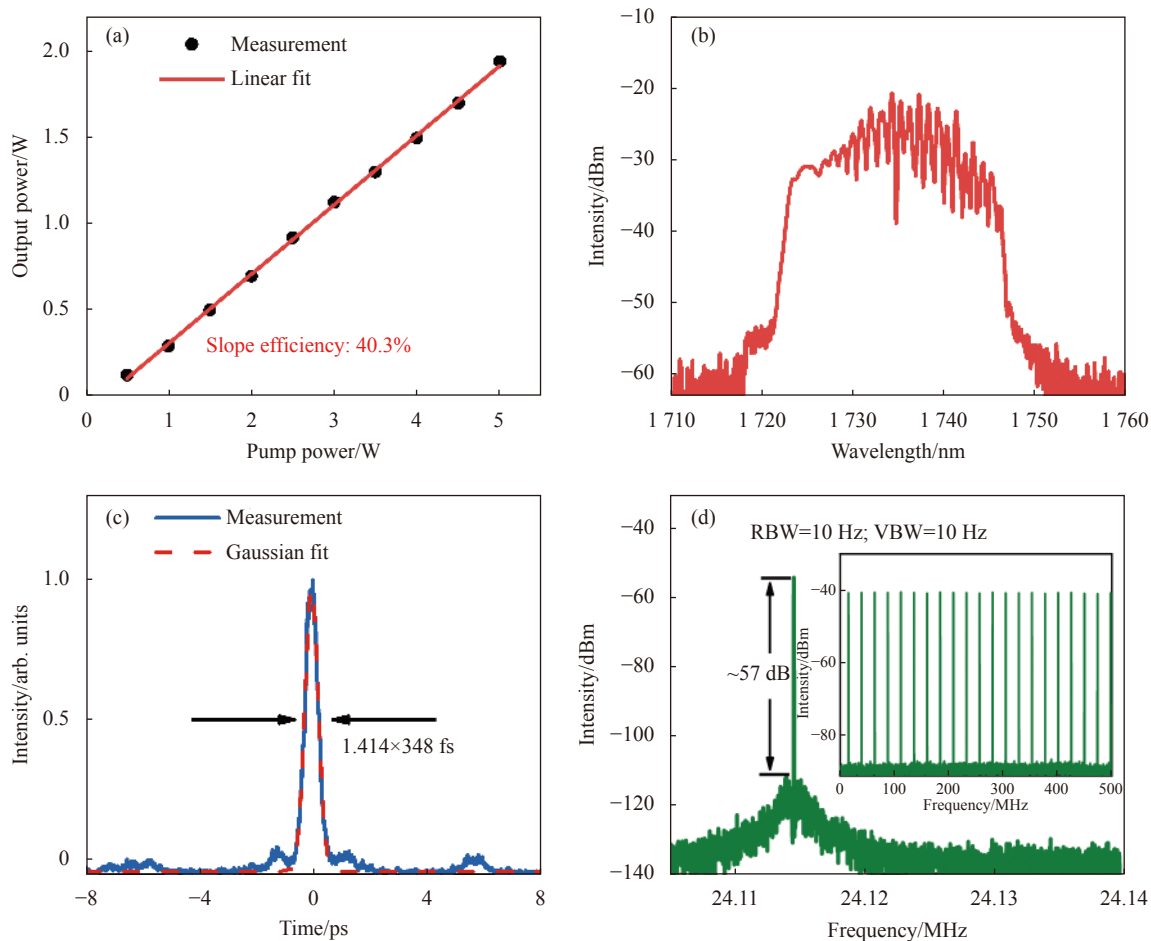 (a)
Measurement
Linear fit
Slope efficiency: 40.3%
Output power/W
2.0
1.5
1.0
0.5
0
0 1 2 3 4 5
Pump power/W
(b)
Intensity/dBm
−10
−20
−30
−40
−50
−60
1 710 1 720 1 730 1 740 1 750 1 760
Wavelength/nm
(c)
Measurement
Gaussian fit
1.414×348 fs
Intensity/arb. units
1.0
0.5
0
−8 −4 0 4 8
Time/ps
(d)
RBW=10 Hz; VBW=10 Hz
~57 dB
Intensity/dBm
−40
−60
−80
−100
−120
−140
24.11 24.12 24.13 24.14
Frequency/MHz
Intensity/dBm
−40
−60
−80
100 200 300 400 500
Frequency/MHz